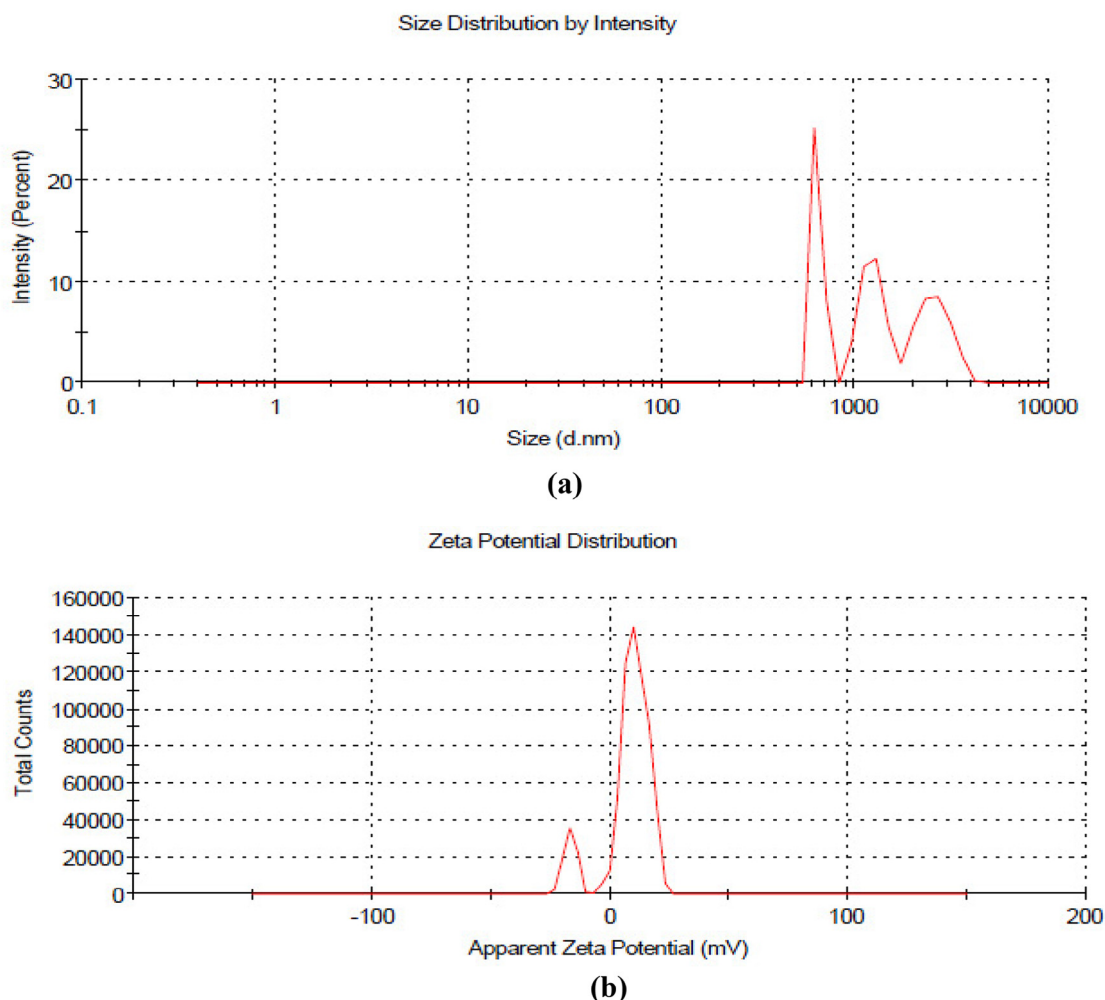 Size Distribution by Intensity
30
20
10
0
Intensity (Percent)
0.1 1 10 100 1000 10000
Size (d.nm)
(a)
Zeta Potential Distribution
160000
140000
120000
100000
80000
60000
40000
20000
0
Total Counts
-100 0 100 200
Apparent Zeta Potential (mV)
(b)